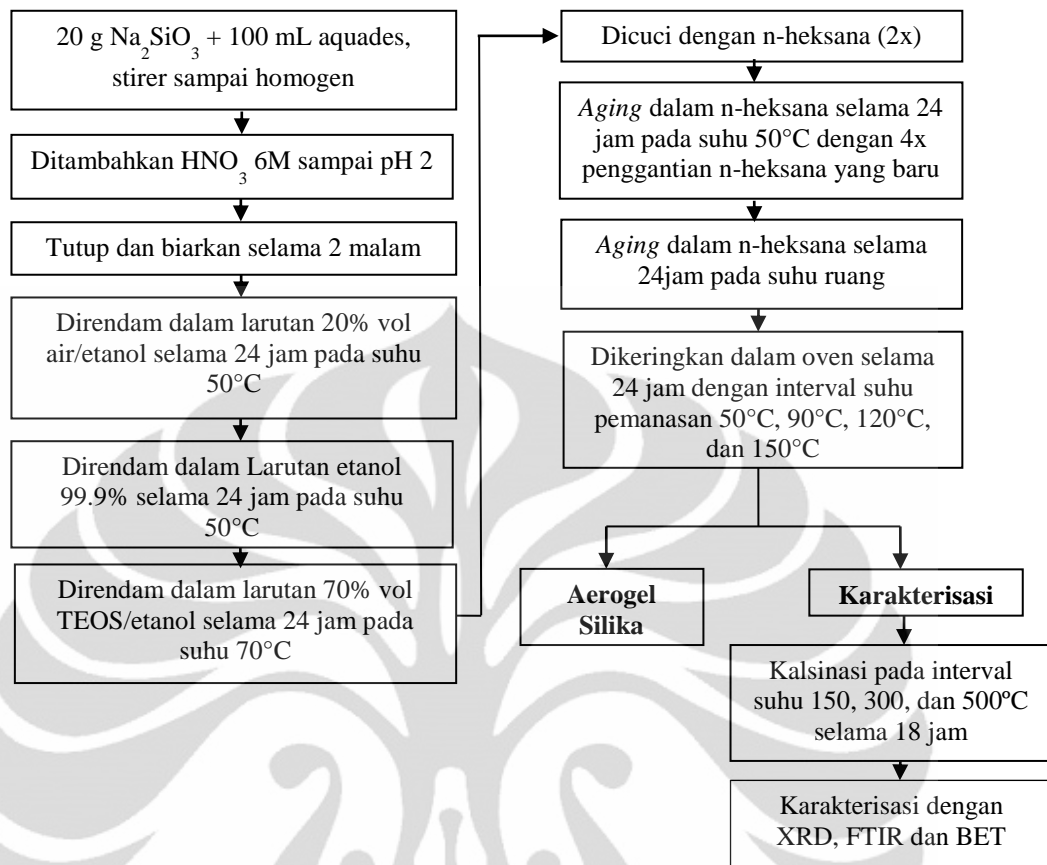 20 g Na2SiO3 + 100 mL aquades,
stirer sampai homogen
Ditambahkan HNO3 6M sampai pH 2
Tutup dan biarkan selama 2 malam
Direndam dalam larutan 20% vol
air/etanol selama 24 jam pada suhu
50°C
Direndam dalam Larutan etanol
99.9% selama 24 jam pada suhu
50°C
Direndam dalam larutan 70% vol
TEOS/etanol selama 24 jam pada
suhu 70°C
Dicuci dengan n-heksana (2x)
Aging dalam n-heksana selama 24
jam pada suhu 50°C dengan 4x
penggantian n-heksana yang baru
Aging dalam n-heksana selama
24jam pada suhu ruang
Dikeringkan dalam oven selama
24 jam dengan interval suhu
pemanasan 50°C, 90°C, 120°C,
dan 150°C
Aerogel
Silika
Karakterisasi
Kalsinasi pada interval
suhu 150, 300, dan 500ºC
selama 18 jam
Karakterisasi dengan
XRD, FTIR dan BET